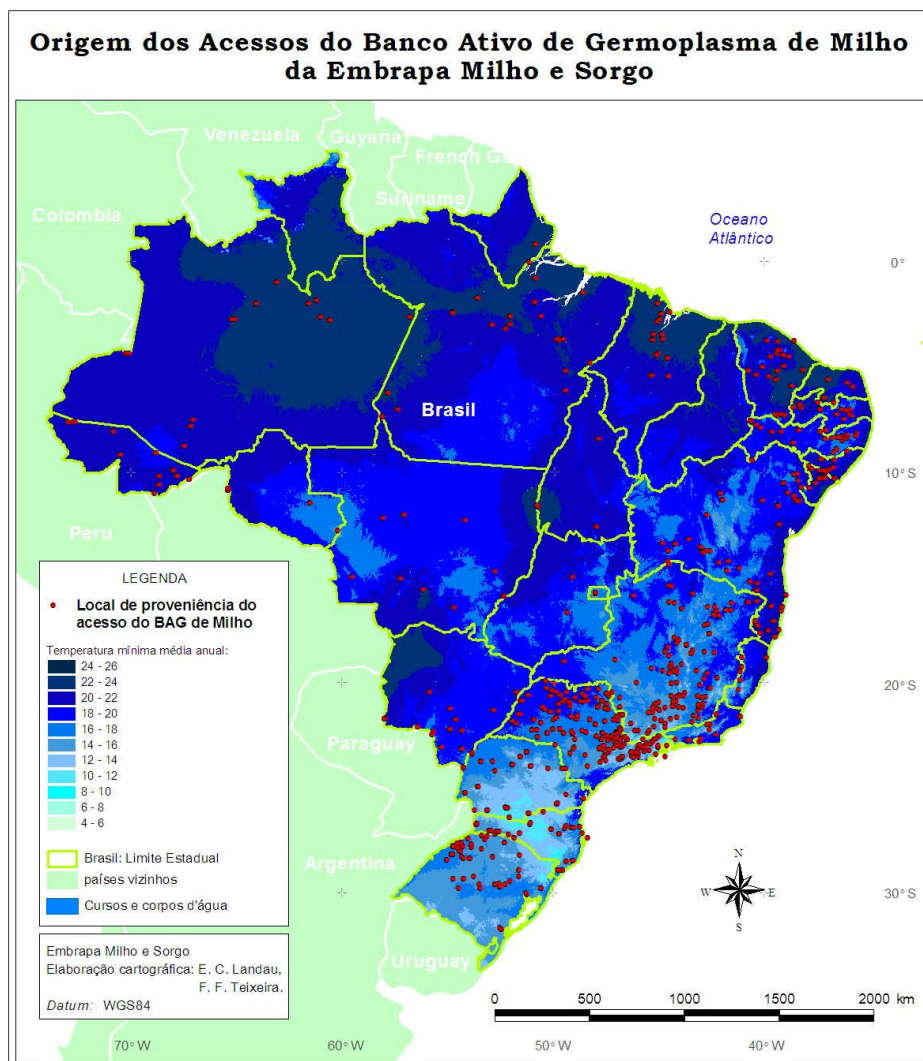 Origem dos Acessos do Banco Ativo de Germoplasma de Milho
da Embrapa Milho e Sorgo
Venezuela
Guyana
French Gu
Suriname
Colombia
Oceano
Atlântico
0°
Brasil
10°S
Peru
LEGENDA
Local de proveniência do
acesso do BAG de Milho
Temperatura mínima média anual:
24 - 26
22 - 24
20 - 22
18 - 20
16 - 18
14 - 16
12 - 14
10 - 12
8 - 10
6 - 8
4 - 6
Brasil: Limite Estadual
países vizinhos
Cursos e corpos d'água
20°S
Paraguay
Argentina
N
W
E
S
30°S
Uruguay
Embrapa Milho e Sorgo
Elaboração cartográfica: E. C. Landau,
F. F. Teixeira.
Datum: WGS84
0 500 1000 1500 2000 km
70°W 60°W 50°W 40°W